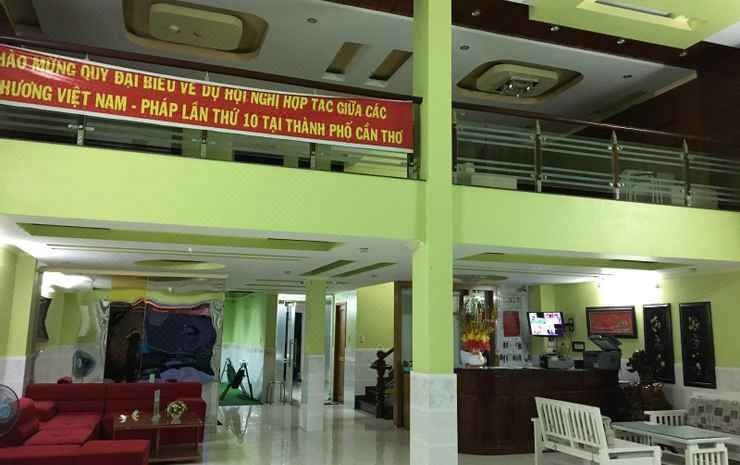 HÀO MỪNG QUÝ ĐẠI BIỂU VỀ DỰ HỘI NGHỊ HỢP TÁC GIỮA CÁC
HƯƠNG VIỆT NAM - PHÁP LẦN THỨ 10 TẠI THÀNH PHỐ CẦN THƠ